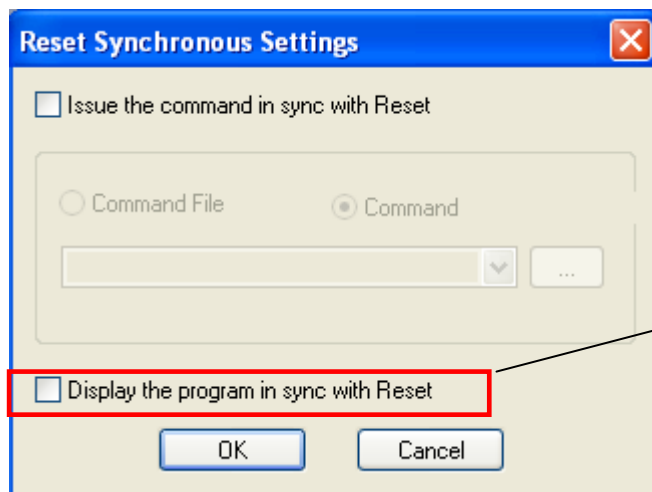 Reset Synchronous Settings
Issue the command in sync with Reset
Command File Command
...
Display the program in sync with Reset
OK Cancel